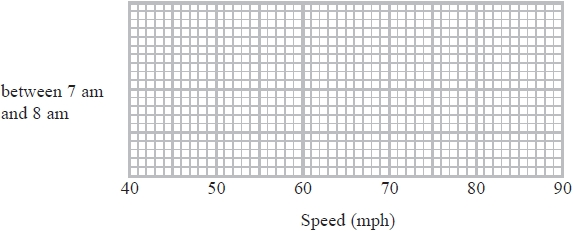 between 7 am
and 8 am
40 50 60 70 80 90
Speed (mph)